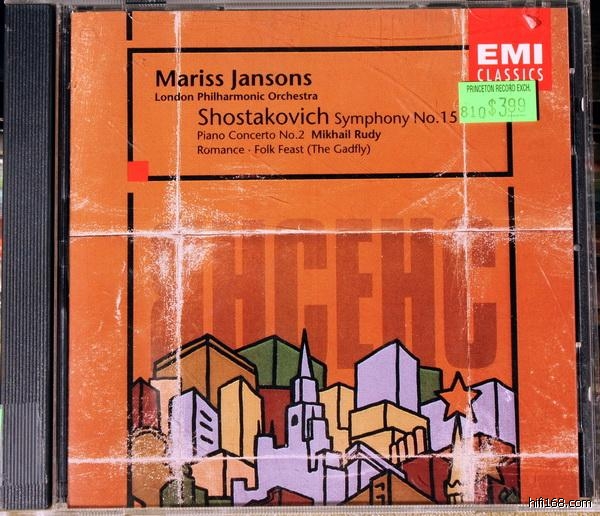 EMI
CLASSICS
Mariss Jansons
London Philharmonic Orchestra
PRINCETON RECORD EXCH.
810 $3.99
Shostakovich Symphony No.15
Piano Concerto No.2 Mikhail Rudy
Romance · Folk Feast (The Gadfly)
ЯНСЕНС
hifi168.com